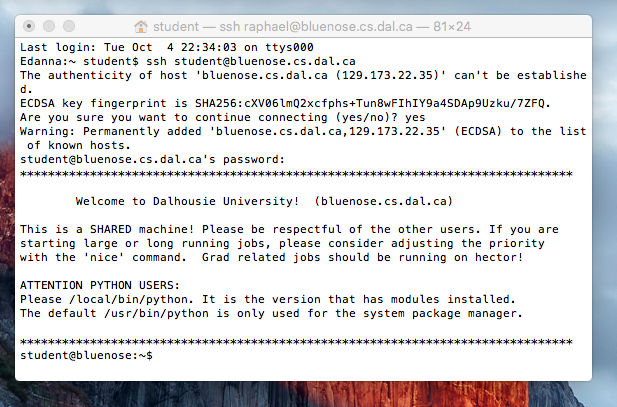 student — ssh raphael@bluenose.cs.dal.ca — 81×24
Last login: Tue Oct  4 22:34:03 on ttys000
Edanna:~ student$ ssh student@bluenose.cs.dal.ca
The authenticity of host 'bluenose.cs.dal.ca (129.173.22.35)' can't be establishe
d.
ECDSA key fingerprint is SHA256:cXV06lmQ2xcfphs+Tun8wFIhIY9a4SDAp9Uzku/7ZFQ.
Are you sure you want to continue connecting (yes/no)? yes
Warning: Permanently added 'bluenose.cs.dal.ca,129.173.22.35' (ECDSA) to the list
 of known hosts.
student@bluenose.cs.dal.ca's password:
*******************************************************************************

        Welcome to Dalhousie University!  (bluenose.cs.dal.ca)

This is a SHARED machine! Please be respectful of the other users. If you are
starting large or long running jobs, please consider adjusting the priority
with the 'nice' command.  Grad related jobs should be running on hector!

ATTENTION PYTHON USERS:
Please /local/bin/python. It is the version that has modules installed.
The default /usr/bin/python is only used for the system package manager.

*******************************************************************************
student@bluenose:~$